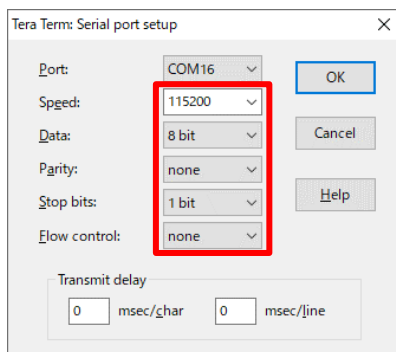 Tera Term: Serial port setup
Port: COM16 OK
Speed: 115200
Data: 8 bit Cancel
Parity: none
Stop bits: 1 bit Help
Flow control: none
Transmit delay
0 msec/char 0 msec/line